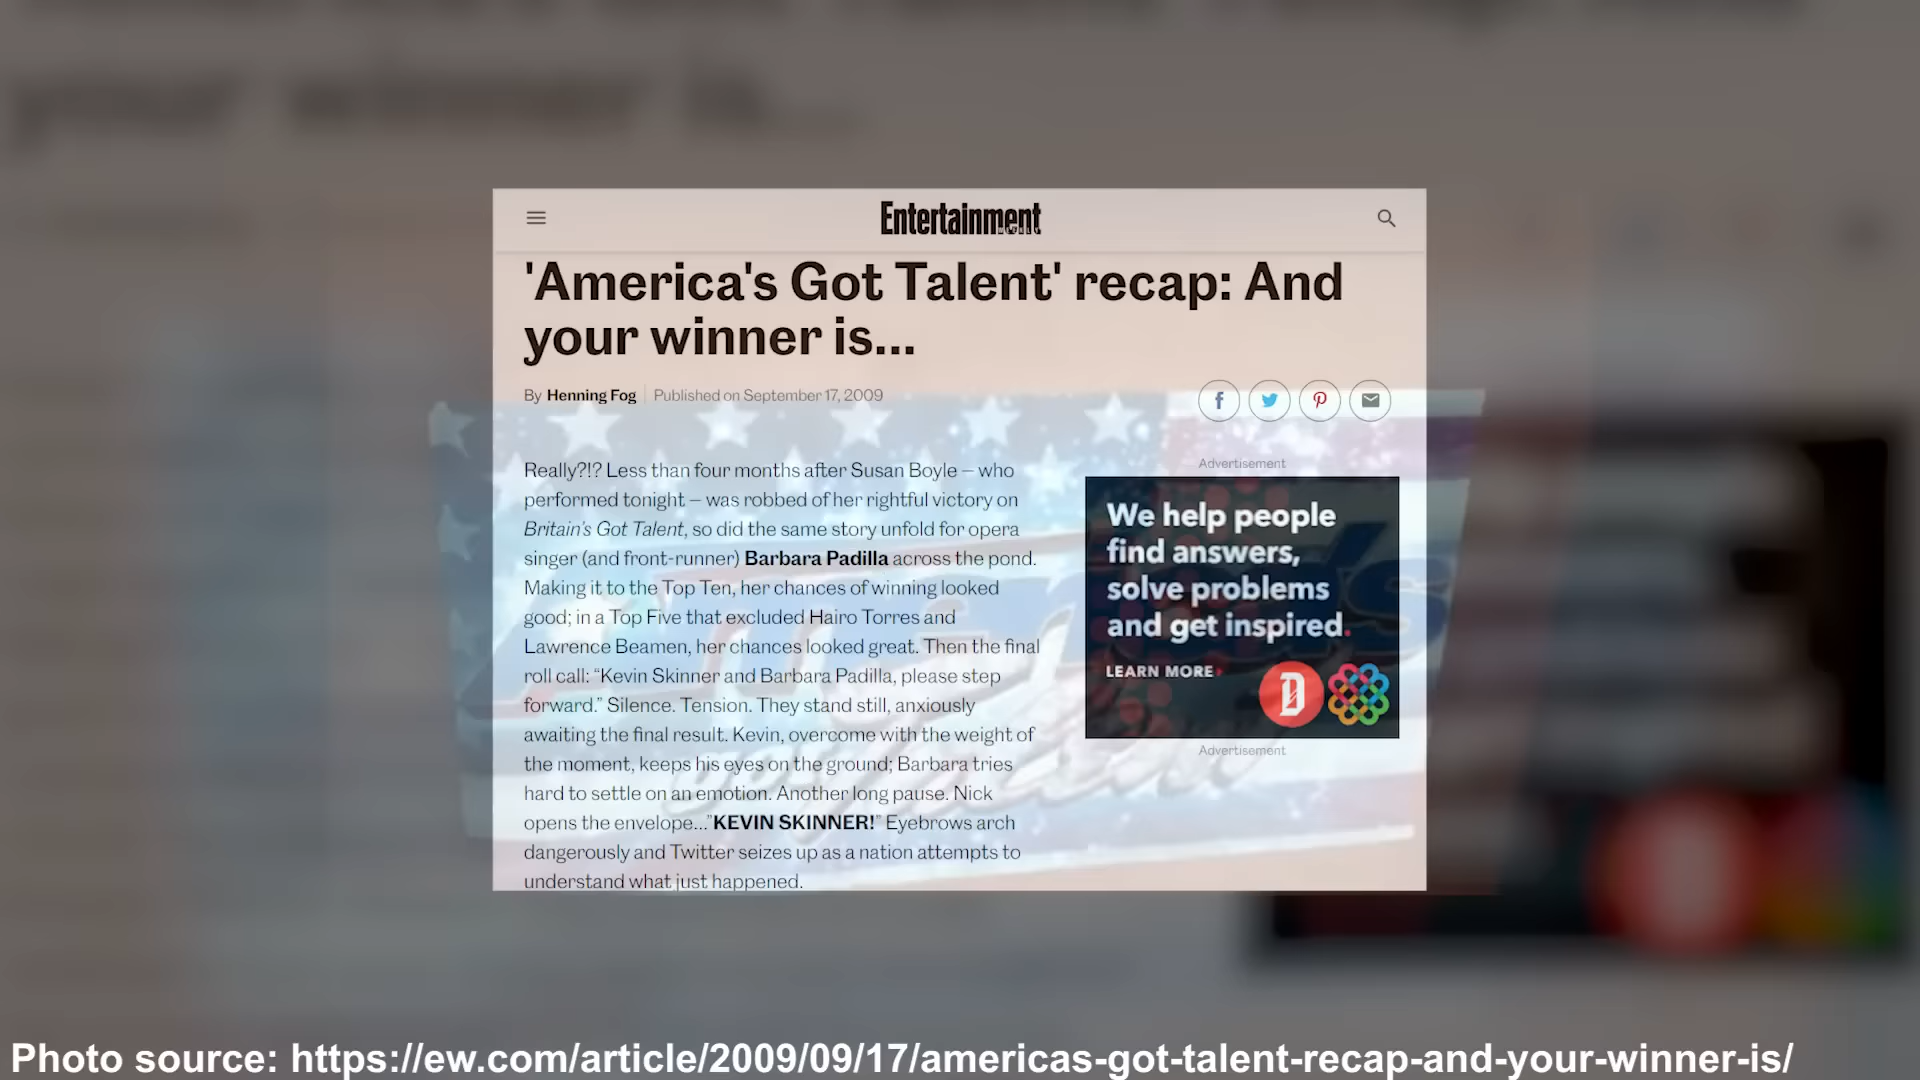 your winner is...
Entertainment
WEEKLY
'America's Got Talent' recap: And
your winner is...
By Henning Fog Published on September 17, 2009
Really?!? Less than four months after Susan Boyle – who
performed tonight – was robbed of her rightful victory on
Britain's Got Talent, so did the same story unfold for opera
singer (and front-runner) Barbara Padilla across the pond.
Making it to the Top Ten, her chances of winning looked
good; in a Top Five that excluded Hairo Torres and
Lawrence Beamen, her chances looked great. Then the final
roll call: “Kevin Skinner and Barbara Padilla, please step
forward.” Silence. Tension. They stand still, anxiously
awaiting the final result. Kevin, overcome with the weight of
the moment, keeps his eyes on the ground; Barbara tries
hard to settle on an emotion. Another long pause. Nick
opens the envelope...”KEVIN SKINNER!” Eyebrows arch
dangerously and Twitter seizes up as a nation attempts to
understand what just happened.
Advertisement
We help people
find answers,
solve problems
and get inspired.
LEARN MORE
Advertisement
Photo source: https://ew.com/article/2009/09/17/americas-got-talent-recap-and-your-winner-is/